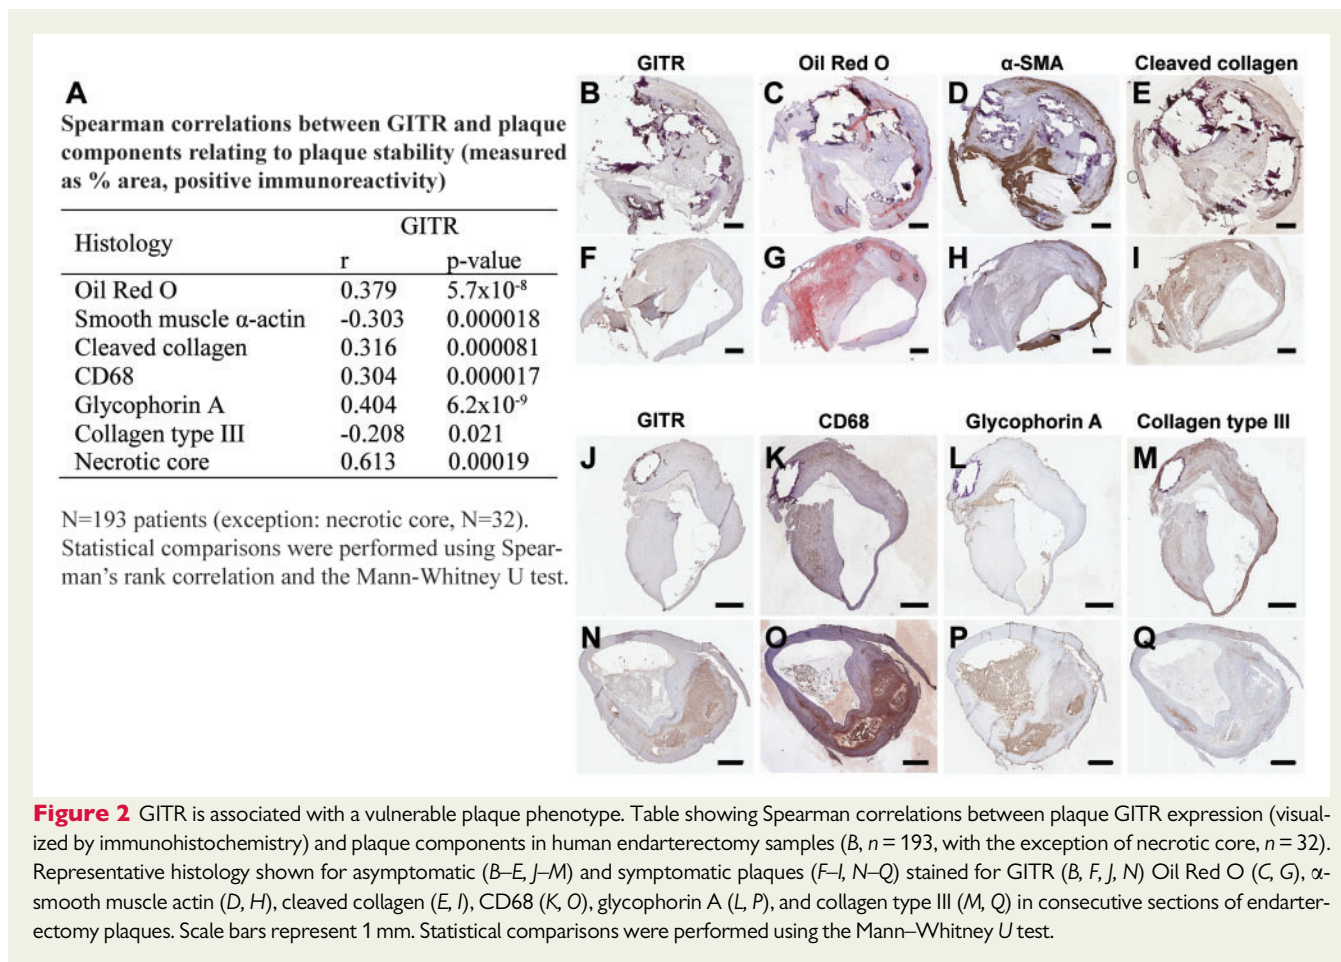 A
Spearman correlations between GITR and plaque
components relating to plaque stability (measured
as % area, positive immunoreactivity)
Histology GITR
r p-value
Oil Red O 0.379 5.7x10⁻⁸
Smooth muscle α-actin -0.303 0.000018
Cleaved collagen 0.316 0.000081
CD68 0.304 0.000017
Glycophorin A 0.404 6.2x10⁻⁹
Collagen type III -0.208 0.021
Necrotic core 0.613 0.00019
N=193 patients (exception: necrotic core, N=32).
Statistical comparisons were performed using Spear-
man's rank correlation and the Mann-Whitney U test.
GITR Oil Red O α-SMA Cleaved collagen
B C D E
F G H I
GITR CD68 Glycophorin A Collagen type III
J K L M
N O P Q
Figure 2 GITR is associated with a vulnerable plaque phenotype. Table showing Spearman correlations between plaque GITR expression (visual-
ized by immunohistochemistry) and plaque components in human endarterectomy samples (B, n = 193, with the exception of necrotic core, n = 32).
Representative histology shown for asymptomatic (B–E, J–M) and symptomatic plaques (F–I, N–Q) stained for GITR (B, F, J, N) Oil Red O (C, G), α-
smooth muscle actin (D, H), cleaved collagen (E, I), CD68 (K, O), glycophorin A (L, P), and collagen type III (M, Q) in consecutive sections of endarter-
ectomy plaques. Scale bars represent 1 mm. Statistical comparisons were performed using the Mann–Whitney U test.